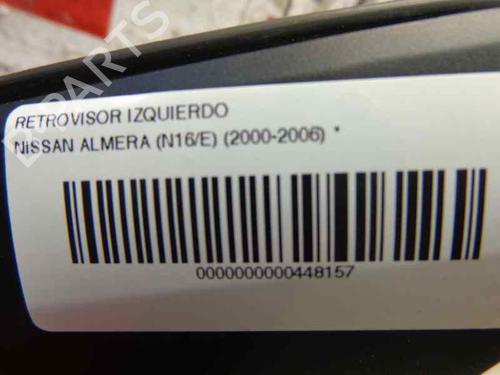 RETROVISOR IZQUIERDO
NISSAN ALMERA (N16/E) (2000-2006) *
0000000000448157
B-PARTS